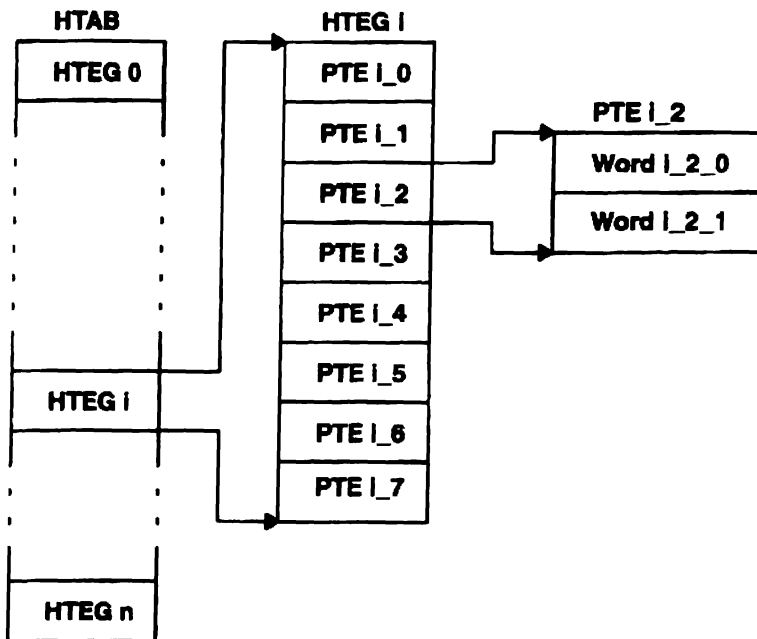 HTAB
HTEG 0
HTEG i
HTEG n
HTEG i
PTE i_0
PTE i_1
PTE i_2
PTE i_3
PTE i_4
PTE i_5
PTE i_6
PTE i_7
PTE i_2
Word i_2_0
Word i_2_1